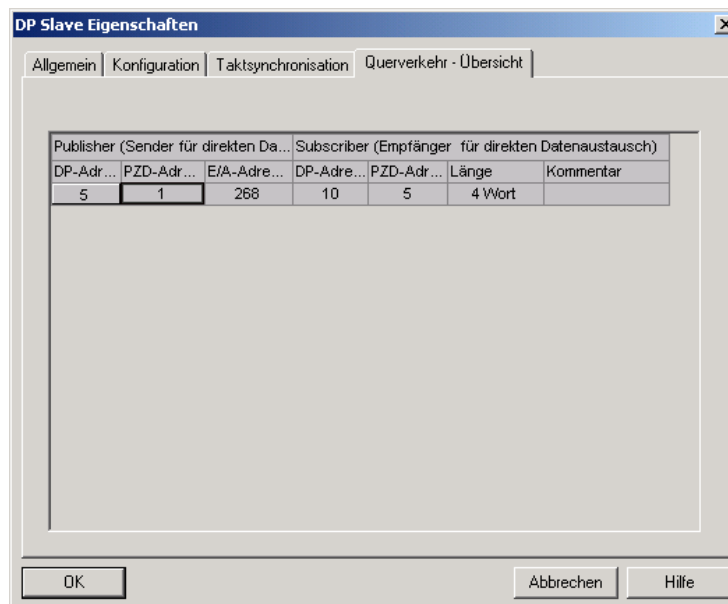 DP Slave Eigenschaften
Allgemein Konfiguration Taktsynchronisation Querverkehr - Übersicht
Publisher (Sender für direkten Da... Subscriber (Empfänger für direkten Datenaustausch)
DP-Adr... PZD-Adr... E/A-Adre... DP-Adre... PZD-Adr... Länge Kommentar
5 1 268 10 5 4 Wort
OK Abbrechen Hilfe